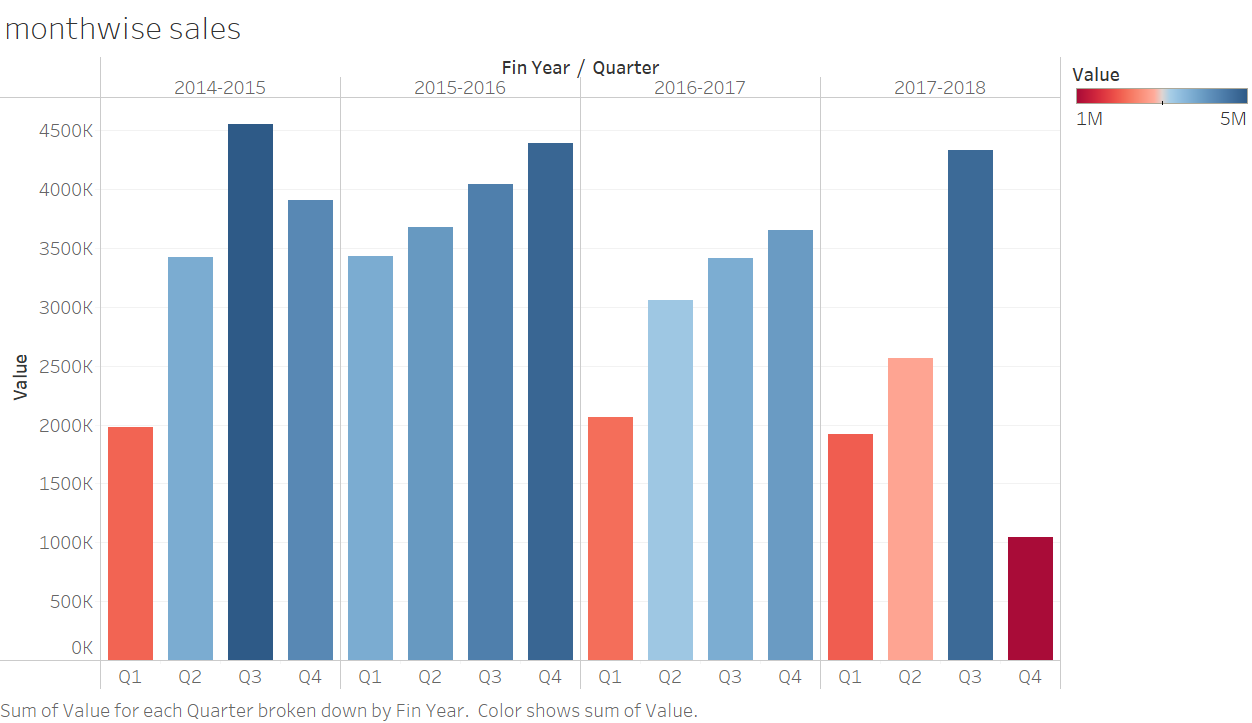 monthwise sales
Fin Year / Quarter
2014-2015 2015-2016 2016-2017 2017-2018
Value
1M 5M
Value
4500K
4000K
3500K
3000K
2500K
2000K
1500K
1000K
500K
0K
Q1 Q2 Q3 Q4 Q1 Q2 Q3 Q4 Q1 Q2 Q3 Q4 Q1 Q2 Q3 Q4
Sum of Value for each Quarter broken down by Fin Year. Color shows sum of Value.